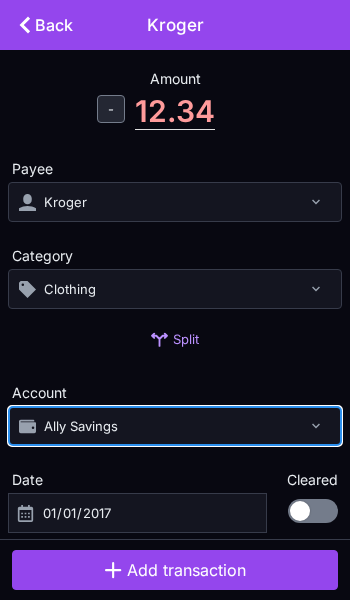 Back
Kroger
Amount
- 12.34
Payee
Kroger
Category
Clothing
Split
Account
Ally Savings
Date
Cleared
01/01/2017
Add transaction